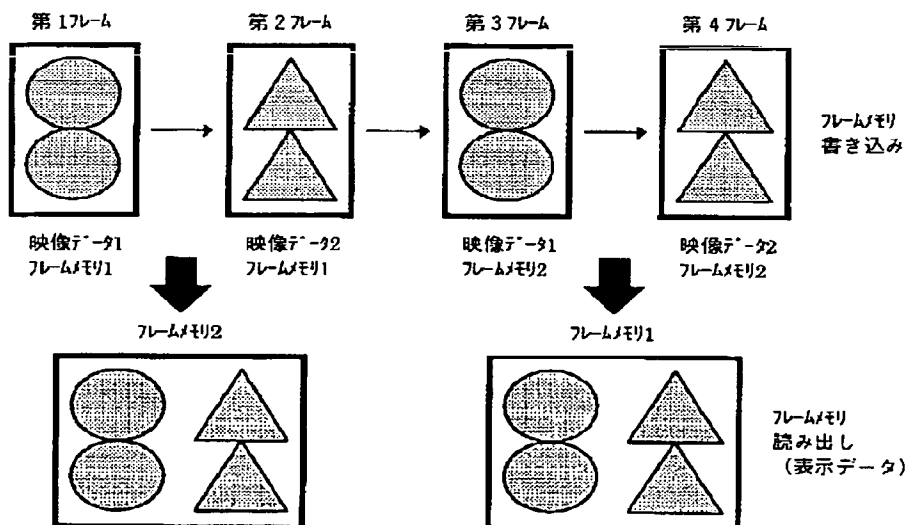 第1フレーム
第2フレーム
第3フレーム
第4フレーム
フレームメモリ
書き込み
映像データ1
フレームメモリ1
映像データ2
フレームメモリ1
映像データ1
フレームメモリ2
映像データ2
フレームメモリ2
フレームメモリ2
フレームメモリ1
フレームメモリ
読み出し
(表示データ)